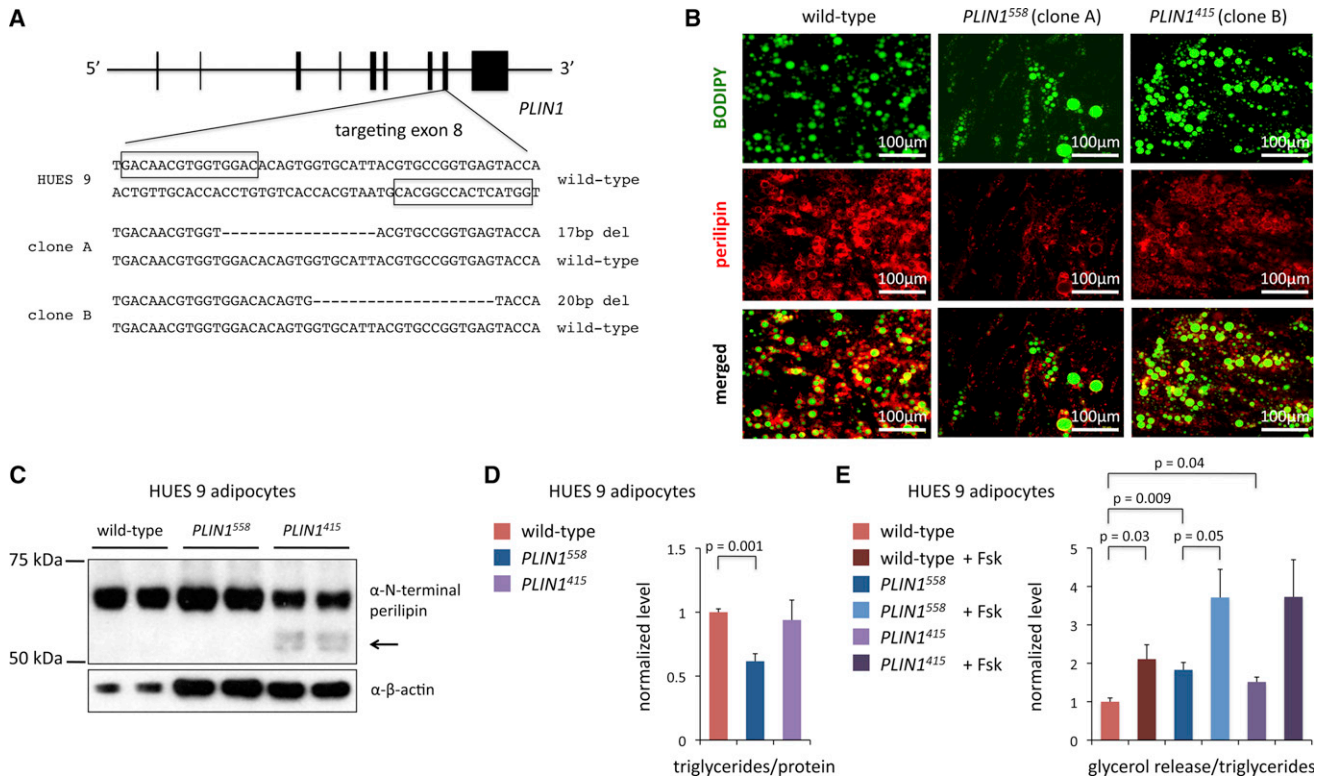 A
5′
3′
PLIN1
targeting exon 8
HUES 9
TGACAACGTGGTGGACACAGTGGTGCATTACGTGCCGGTGAGTACCA
ACTGTTGCACCACCTGTGTCACCACGTAATGCACGGCCACTCATGGT
wild-type
clone A
TGACAACGTGGT-----------------ACGTGCCGGTGAGTACCA
17bp del
TGACAACGTGGTGGACACAGTGGTGCATTACGTGCCGGTGAGTACCA
wild-type
clone B
TGACAACGTGGTGGACACAGTG--------------------TACCA
20bp del
TGACAACGTGGTGGACACAGTGGTGCATTACGTGCCGGTGAGTACCA
wild-type
B
wild-type
PLIN1558 (clone A)
PLIN1415 (clone B)
BODIPY
100µm
100µm
100µm
perilipin
100µm
100µm
100µm
merged
100µm
100µm
100µm
C
HUES 9 adipocytes
wild-type
PLIN1558
PLIN1415
75 kDa
50 kDa
α-N-terminal
perilipin
α-β-actin
D
HUES 9 adipocytes
wild-type
PLIN1558
PLIN1415
normalized level
1.5
1
0.5
0
p = 0.001
triglycerides/protein
E
HUES 9 adipocytes
wild-type
wild-type + Fsk
PLIN1558
PLIN1558 + Fsk
PLIN1415
PLIN1415 + Fsk
normalized level
5
4
3
2
1
0
p = 0.04
p = 0.009
p = 0.03
p = 0.05
glycerol release/triglycerides